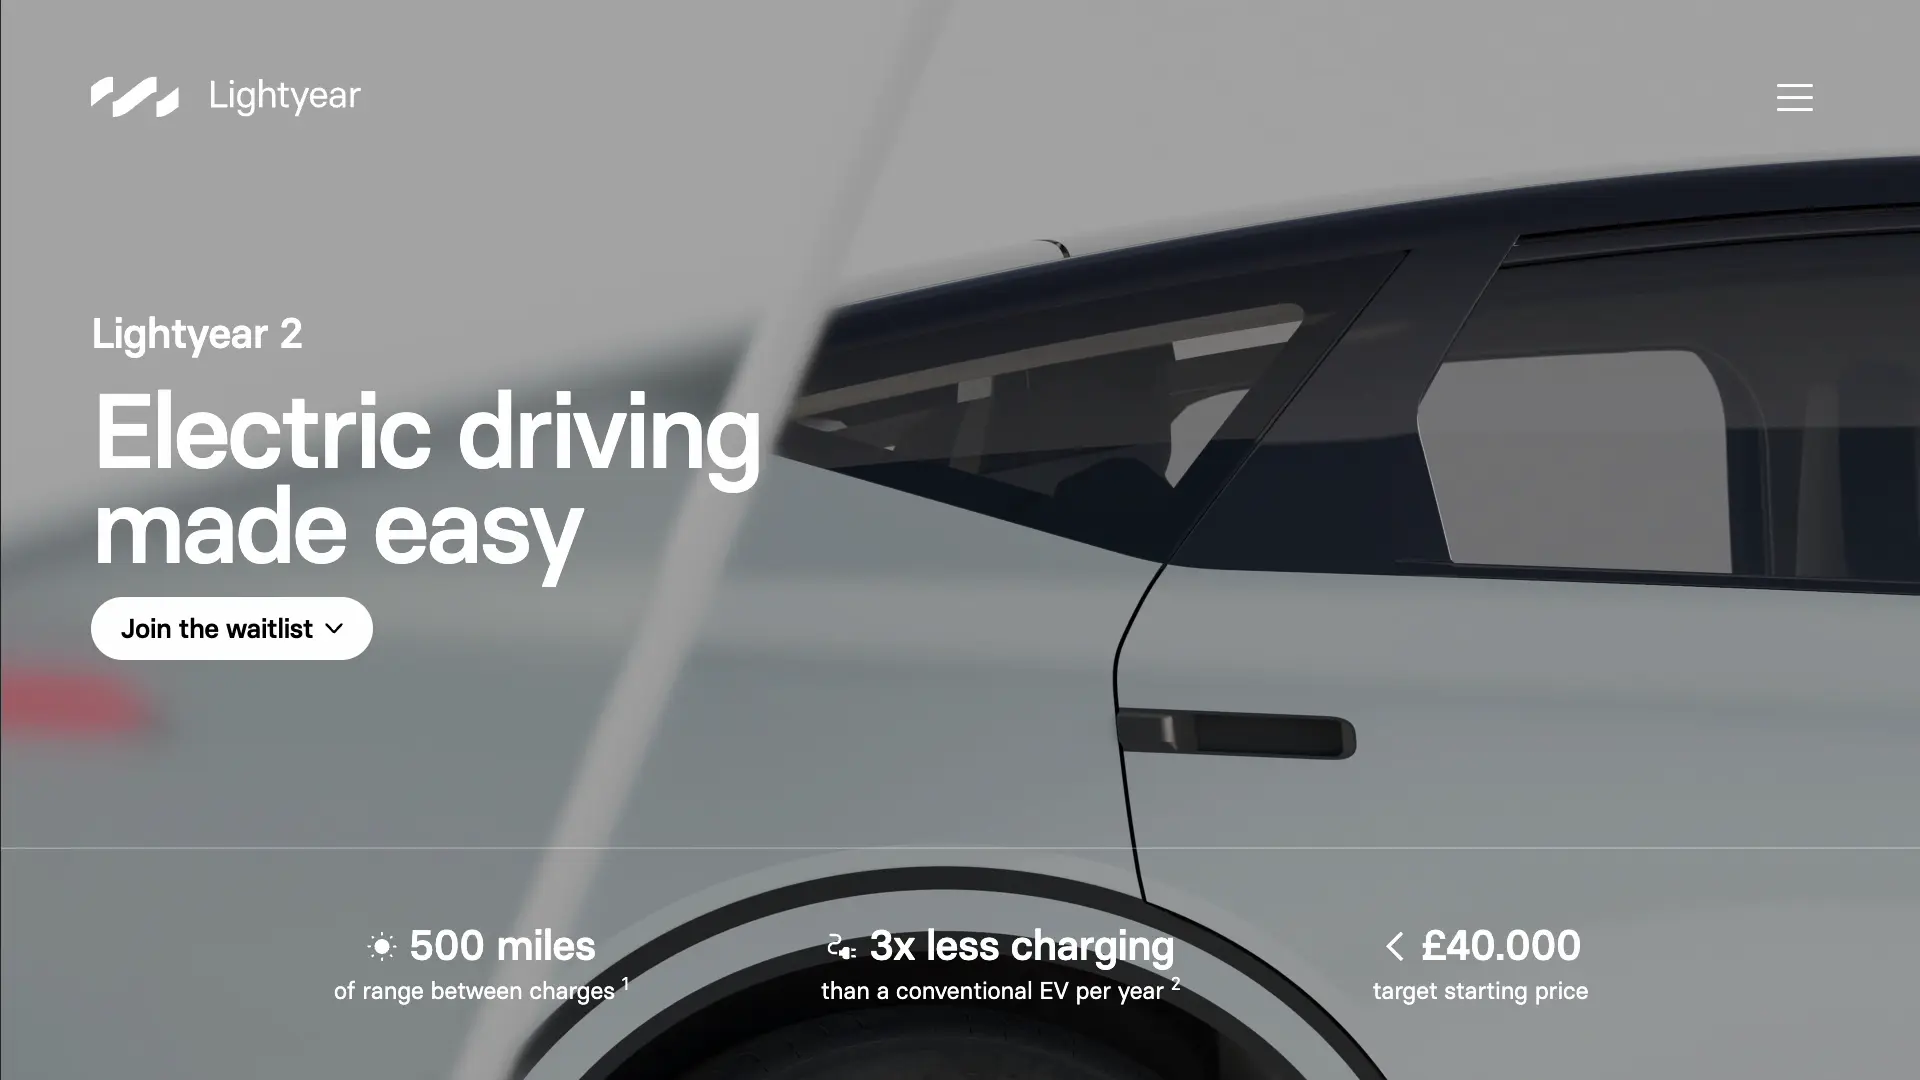 Lightyear
Lightyear 2
Electric driving
made easy
Join the waitlist
500 miles
of range between charges 1
3x less charging
than a conventional EV per year 2
< £40.000
target starting price